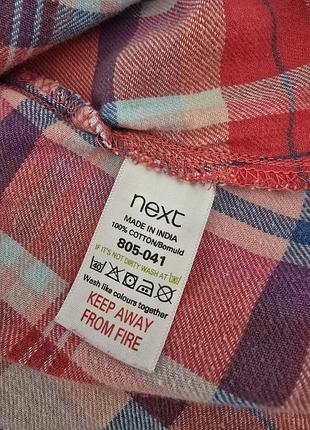 next
MADE IN INDIA
100% COTTON/Bomuld
805-041
IF IT'S NOT DIRTY WASH AT 30
40
Wash like colours together
KEEP AWAY
FROM FIRE